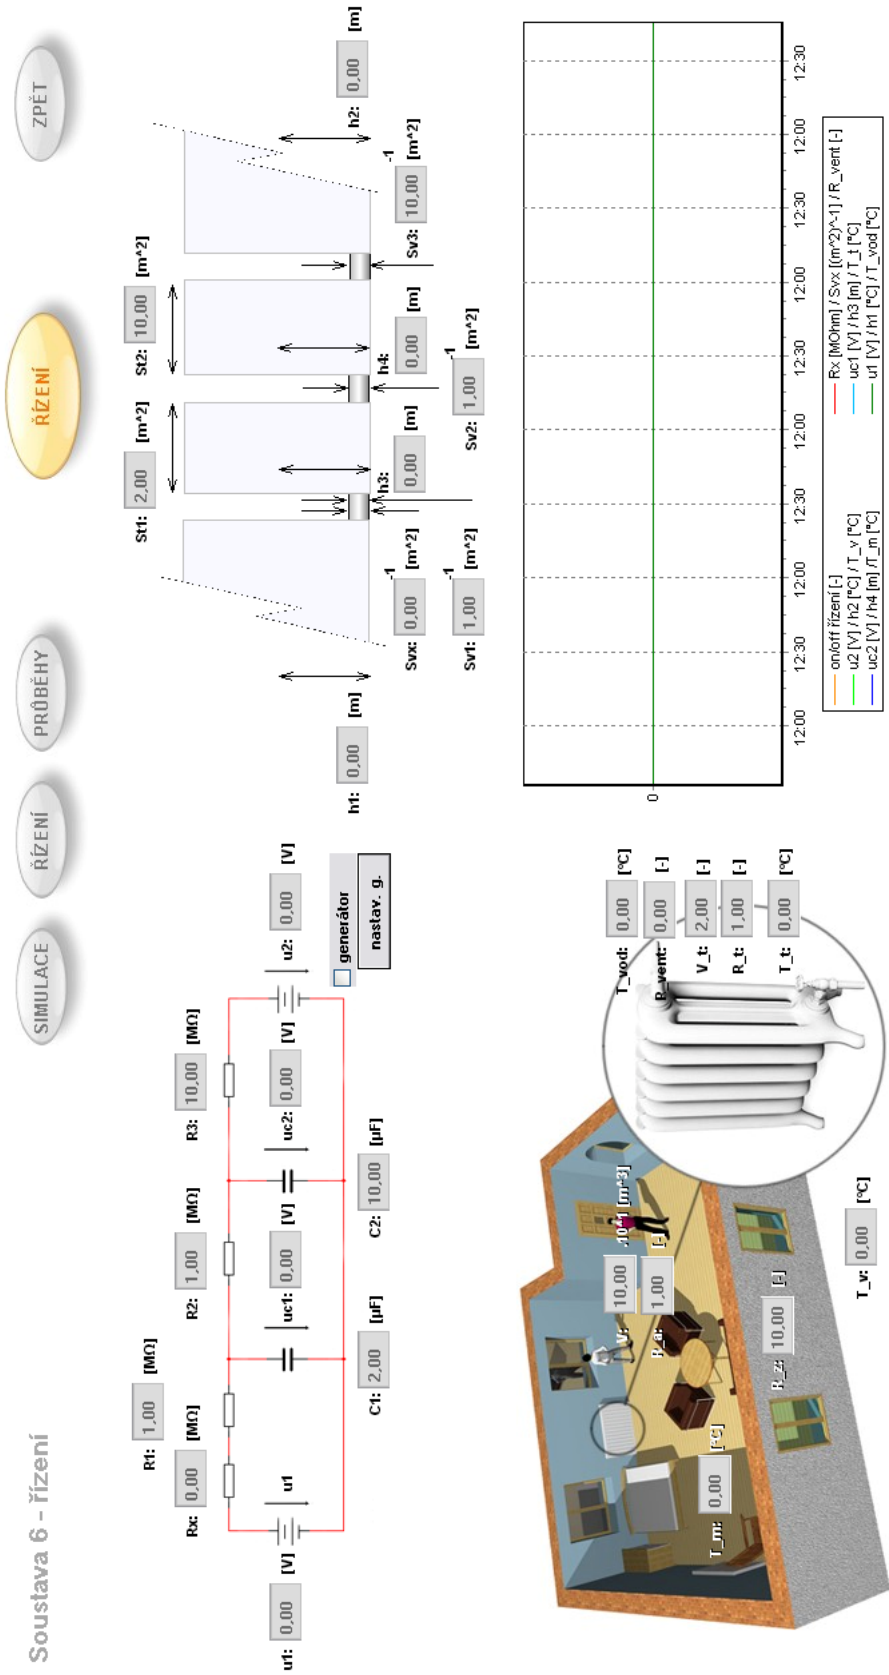 Soustava 6 - řízení
SIMULACE
ŘÍZENÍ
PRŮBĚHY
ŘÍZENÍ
ZPĚT
R1: 1,00 [MΩ]
Rx: 0,00 [MΩ]
R2: 1,00 [MΩ]
R3: 10,00 [MΩ]
u1: 0,00 [V]
u1
uc1: 0,00 [V]
uc2: 0,00 [V]
u2: 0,00 [V]
C1: 2,00 [µF]
C2: 10,00 [µF]
generátor
nastav. g.
St1: 2,00 [m^2]
St2: 10,00 [m^2]
h1: 0,00 [m]
h2: 0,00 [m]
h3: 0,00 [m]
h4: 0,00 [m]
Svx: 0,00 [m^2]-1
Sv3: 10,00 [m^2]-1
Sv1: 1,00 [m^2]-1
Sv2: 1,00 [m^2]-1
T_vod: 0,00 [°C]
R_vent: 0,00 [-]
V_t: 2,00 [-]
R_t: 1,00 [-]
T_t: 0,00 [°C]
V: 10,00 .10^1 [m^3]
R_a: 1,00 [-]
T_m: 0,00 [°C]
R_z: 10,00 [-]
T_v: 0,00 [°C]
0
12:00 12:30 12:00 12:30 12:00 12:30 12:00 12:30 12:00 12:30
on/off řízení [-]
Rx [MOhm] / Svx [(m^2)^-1] / R_vent [-]
u2 [V] / h2 [°C] / T_v [°C]
uc1 [V] / h3 [m] / T_t [°C]
uc2 [V] / h4 [m] /T_m [°C]
u1 [V] / h1 [°C] / T_vod [°C]